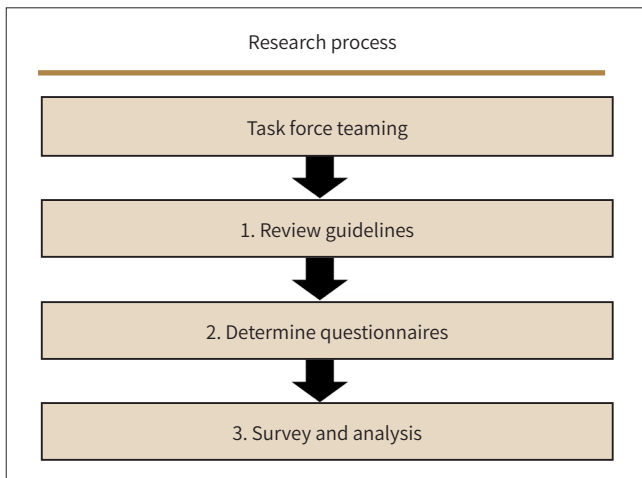 Research process
Task force teaming
1. Review guidelines
2. Determine questionnaires
3. Survey and analysis